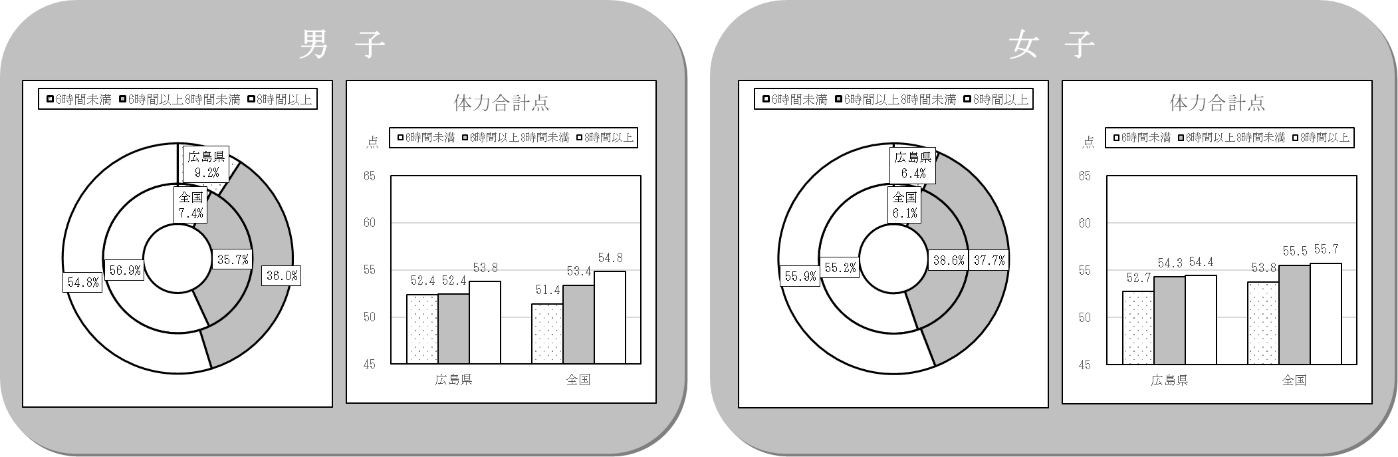 男 子
6時間未満 6時間以上8時間未満 8時間以上
広島県
9.2%
全国
7.4%
35.7%
36.0%
56.9%
54.8%
体力合計点
点
6時間未満 6時間以上8時間未満 8時間以上
65
60
55
50
45
52.4 52.4 53.8
51.4 53.4 54.8
広島県 全国
女 子
6時間未満 6時間以上8時間未満 8時間以上
広島県
6.4%
全国
6.1%
38.6% 37.7%
55.2%
55.9%
体力合計点
点
6時間未満 6時間以上8時間未満 8時間以上
65
60
55
50
45
52.7 54.3 54.4
53.8 55.5 55.7
広島県 全国